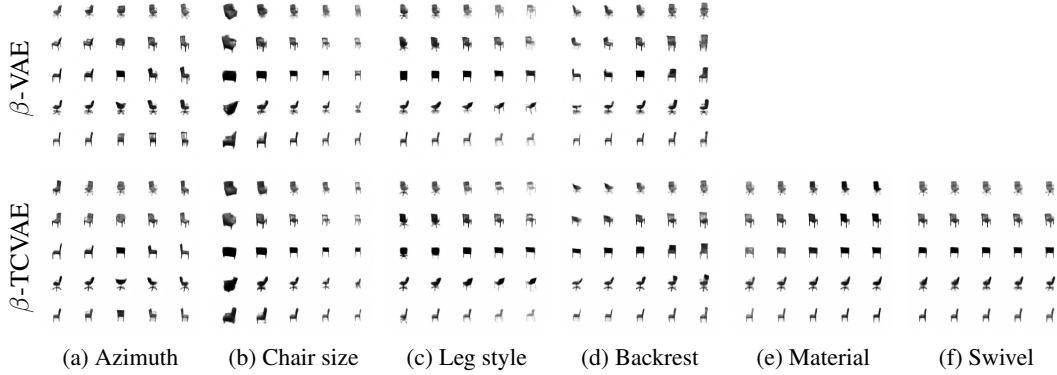 β-VAE
β-TCVAE
(a) Azimuth
(b) Chair size
(c) Leg style
(d) Backrest
(e) Material
(f) Swivel